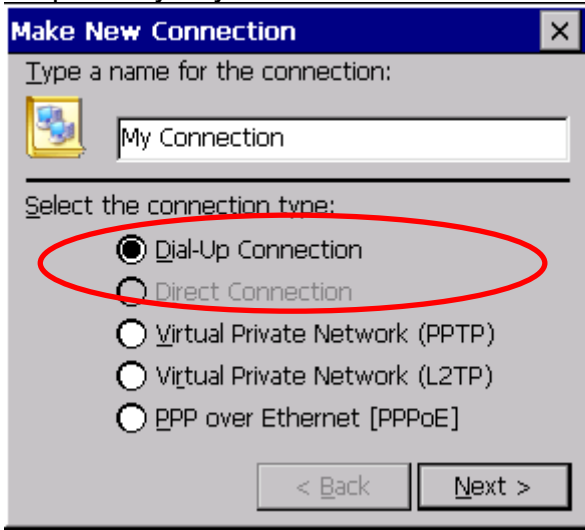 Make New Connection
Type a name for the connection:
My Connection
Select the connection type:
Dial-Up Connection
Direct Connection
Virtual Private Network (PPTP)
Virtual Private Network (L2TP)
PPP over Ethernet [PPPoE]
< Back
Next >